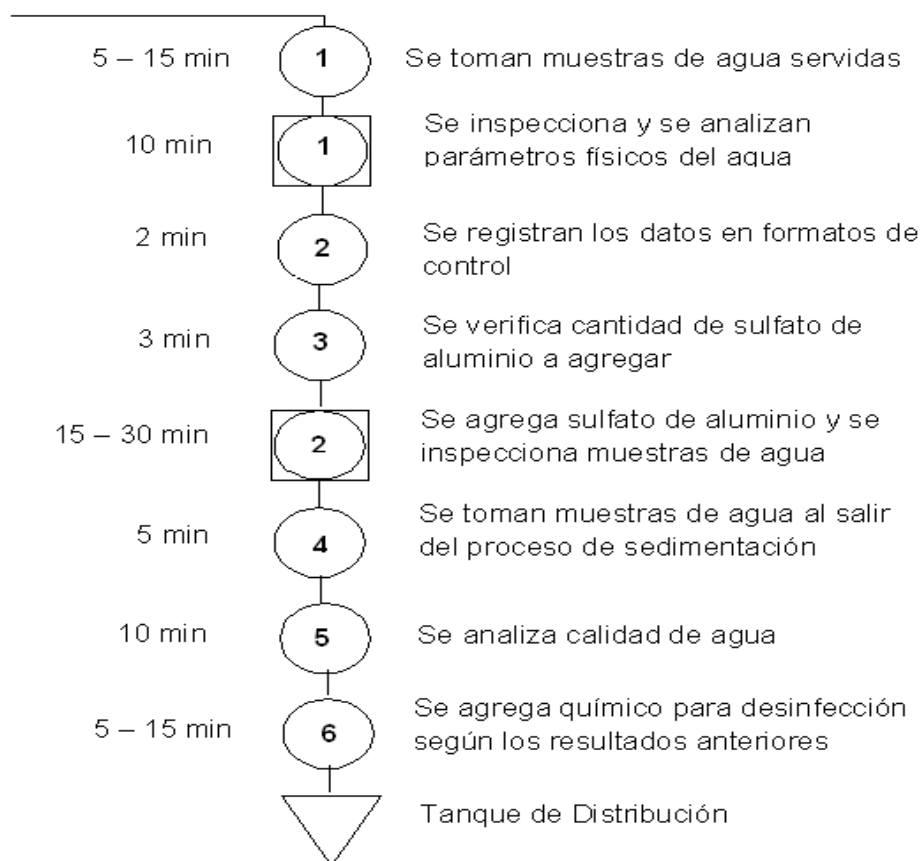 5 – 15 min 1 Se toman muestras de agua servidas
10 min 1 Se inspecciona y se analizan
parámetros físicos del agua
2 min 2 Se registran los datos en formatos de
control
3 min 3 Se verifica cantidad de sulfato de
aluminio a agregar
15 – 30 min 2 Se agrega sulfato de aluminio y se
inspecciona muestras de agua
5 min 4 Se toman muestras de agua al salir
del proceso de sedimentación
10 min 5 Se analiza calidad de agua
5 – 15 min 6 Se agrega químico para desinfección
según los resultados anteriores
Tanque de Distribución